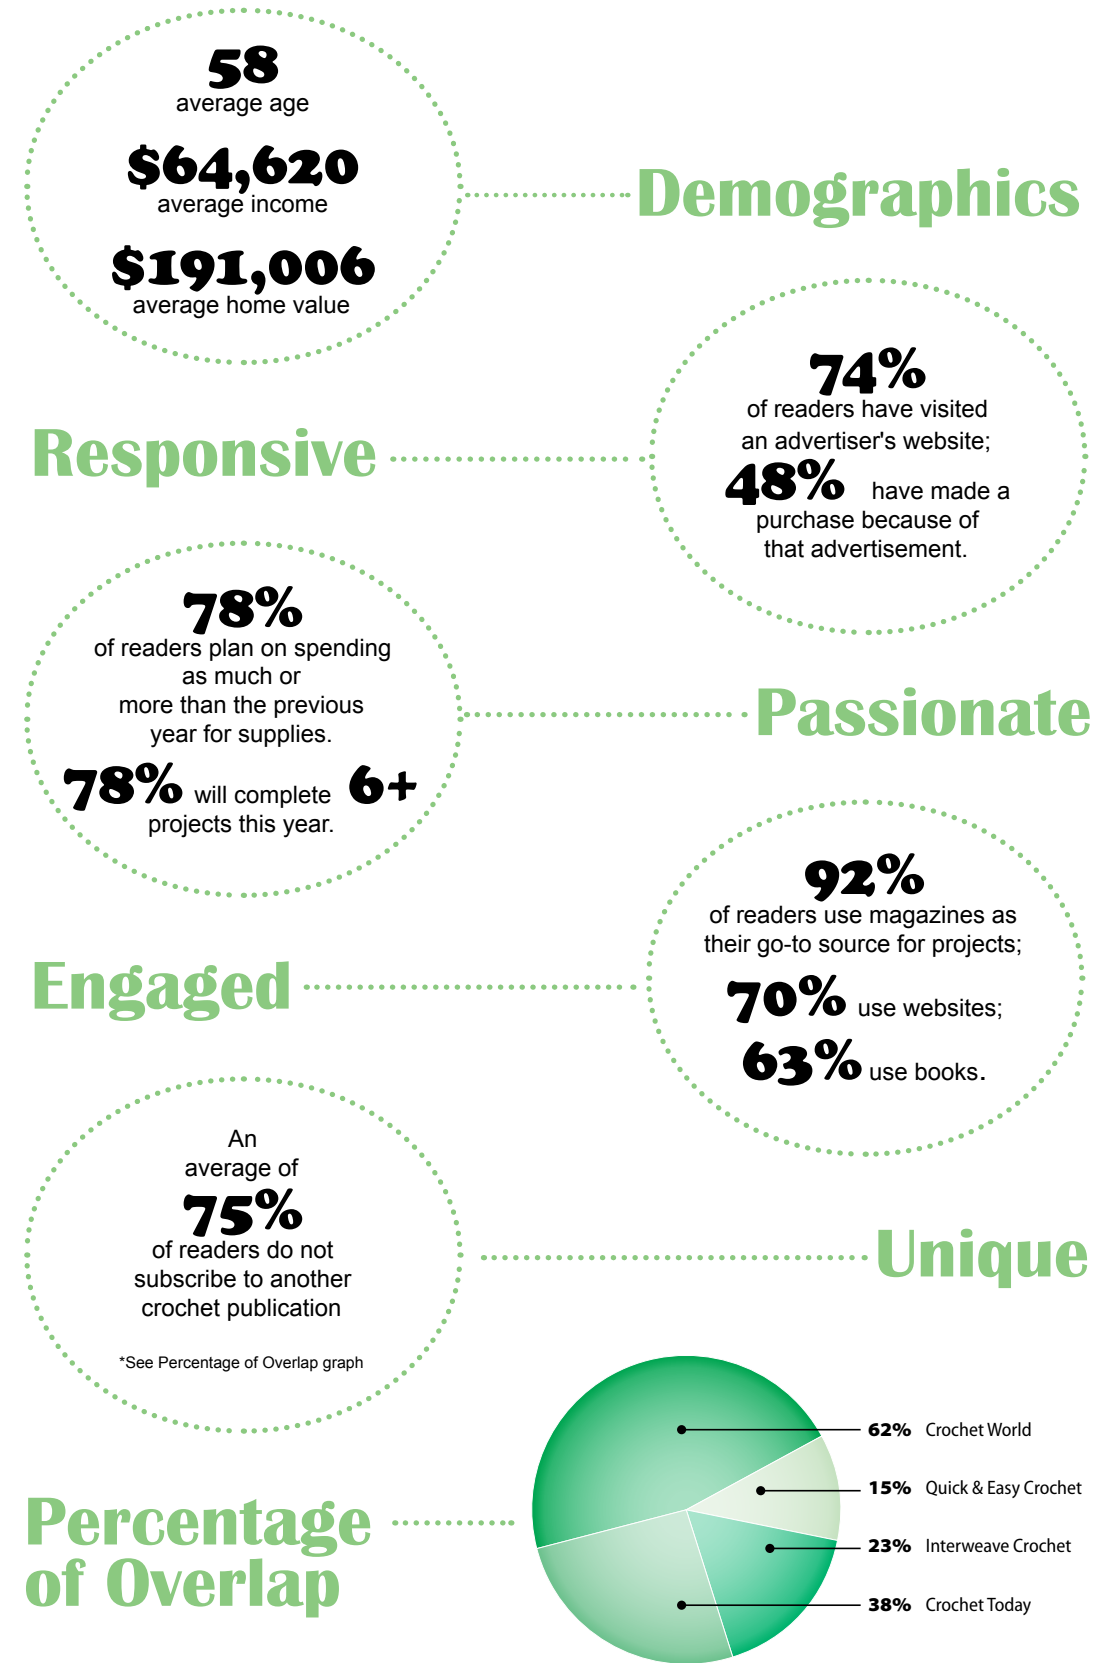 58
average age
$64,620
average income
$191,006
average home value
Demographics
74%
of readers have visited
an advertiser's website;
48% have made a
purchase because of
that advertisement.
Responsive
78%
of readers plan on spending
as much or
more than the previous
year for supplies.
78% will complete 6+
projects this year.
Passionate
92%
of readers use magazines as
their go-to source for projects;
70% use websites;
63% use books.
Engaged
An
average of
75%
of readers do not
subscribe to another
crochet publication
*See Percentage of Overlap graph
Unique
Percentage
of Overlap
62% Crochet World
15% Quick & Easy Crochet
23% Interweave Crochet
38% Crochet Today